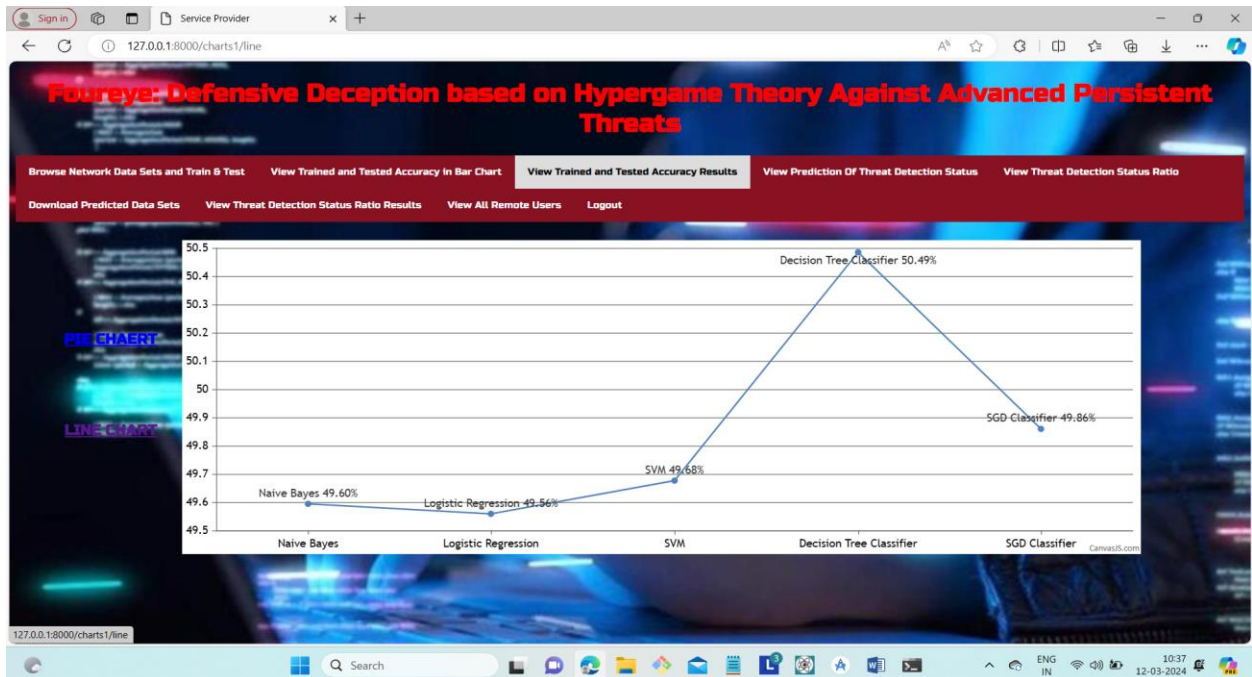 Sign in
Service Provider
127.0.0.1:8000/charts1/line
Foureye: Defensive Deception based on Hypergame Theory Against Advanced Persistent
Threats
Browse Network Data Sets and Train & Test View Trained and Tested Accuracy in Bar Chart View Trained and Tested Accuracy Results View Prediction Of Threat Detection Status View Threat Detection Status Ratio
Download Predicted Data Sets View Threat Detection Status Ratio Results View All Remote Users Logout
PIE CHAERT
LINE CHART
50.5
50.4
50.3
50.2
50.1
50
49.9
49.8
49.7
49.6
49.5
Naive Bayes 49.60%
Logistic Regression 49.56%
SVM 49.68%
Decision Tree Classifier 50.49%
SGD Classifier 49.86%
Naive Bayes Logistic Regression SVM Decision Tree Classifier SGD Classifier
CanvasJS.com
127.0.0.1:8000/charts1/line
Search
ENG
IN
10:37
12-03-2024